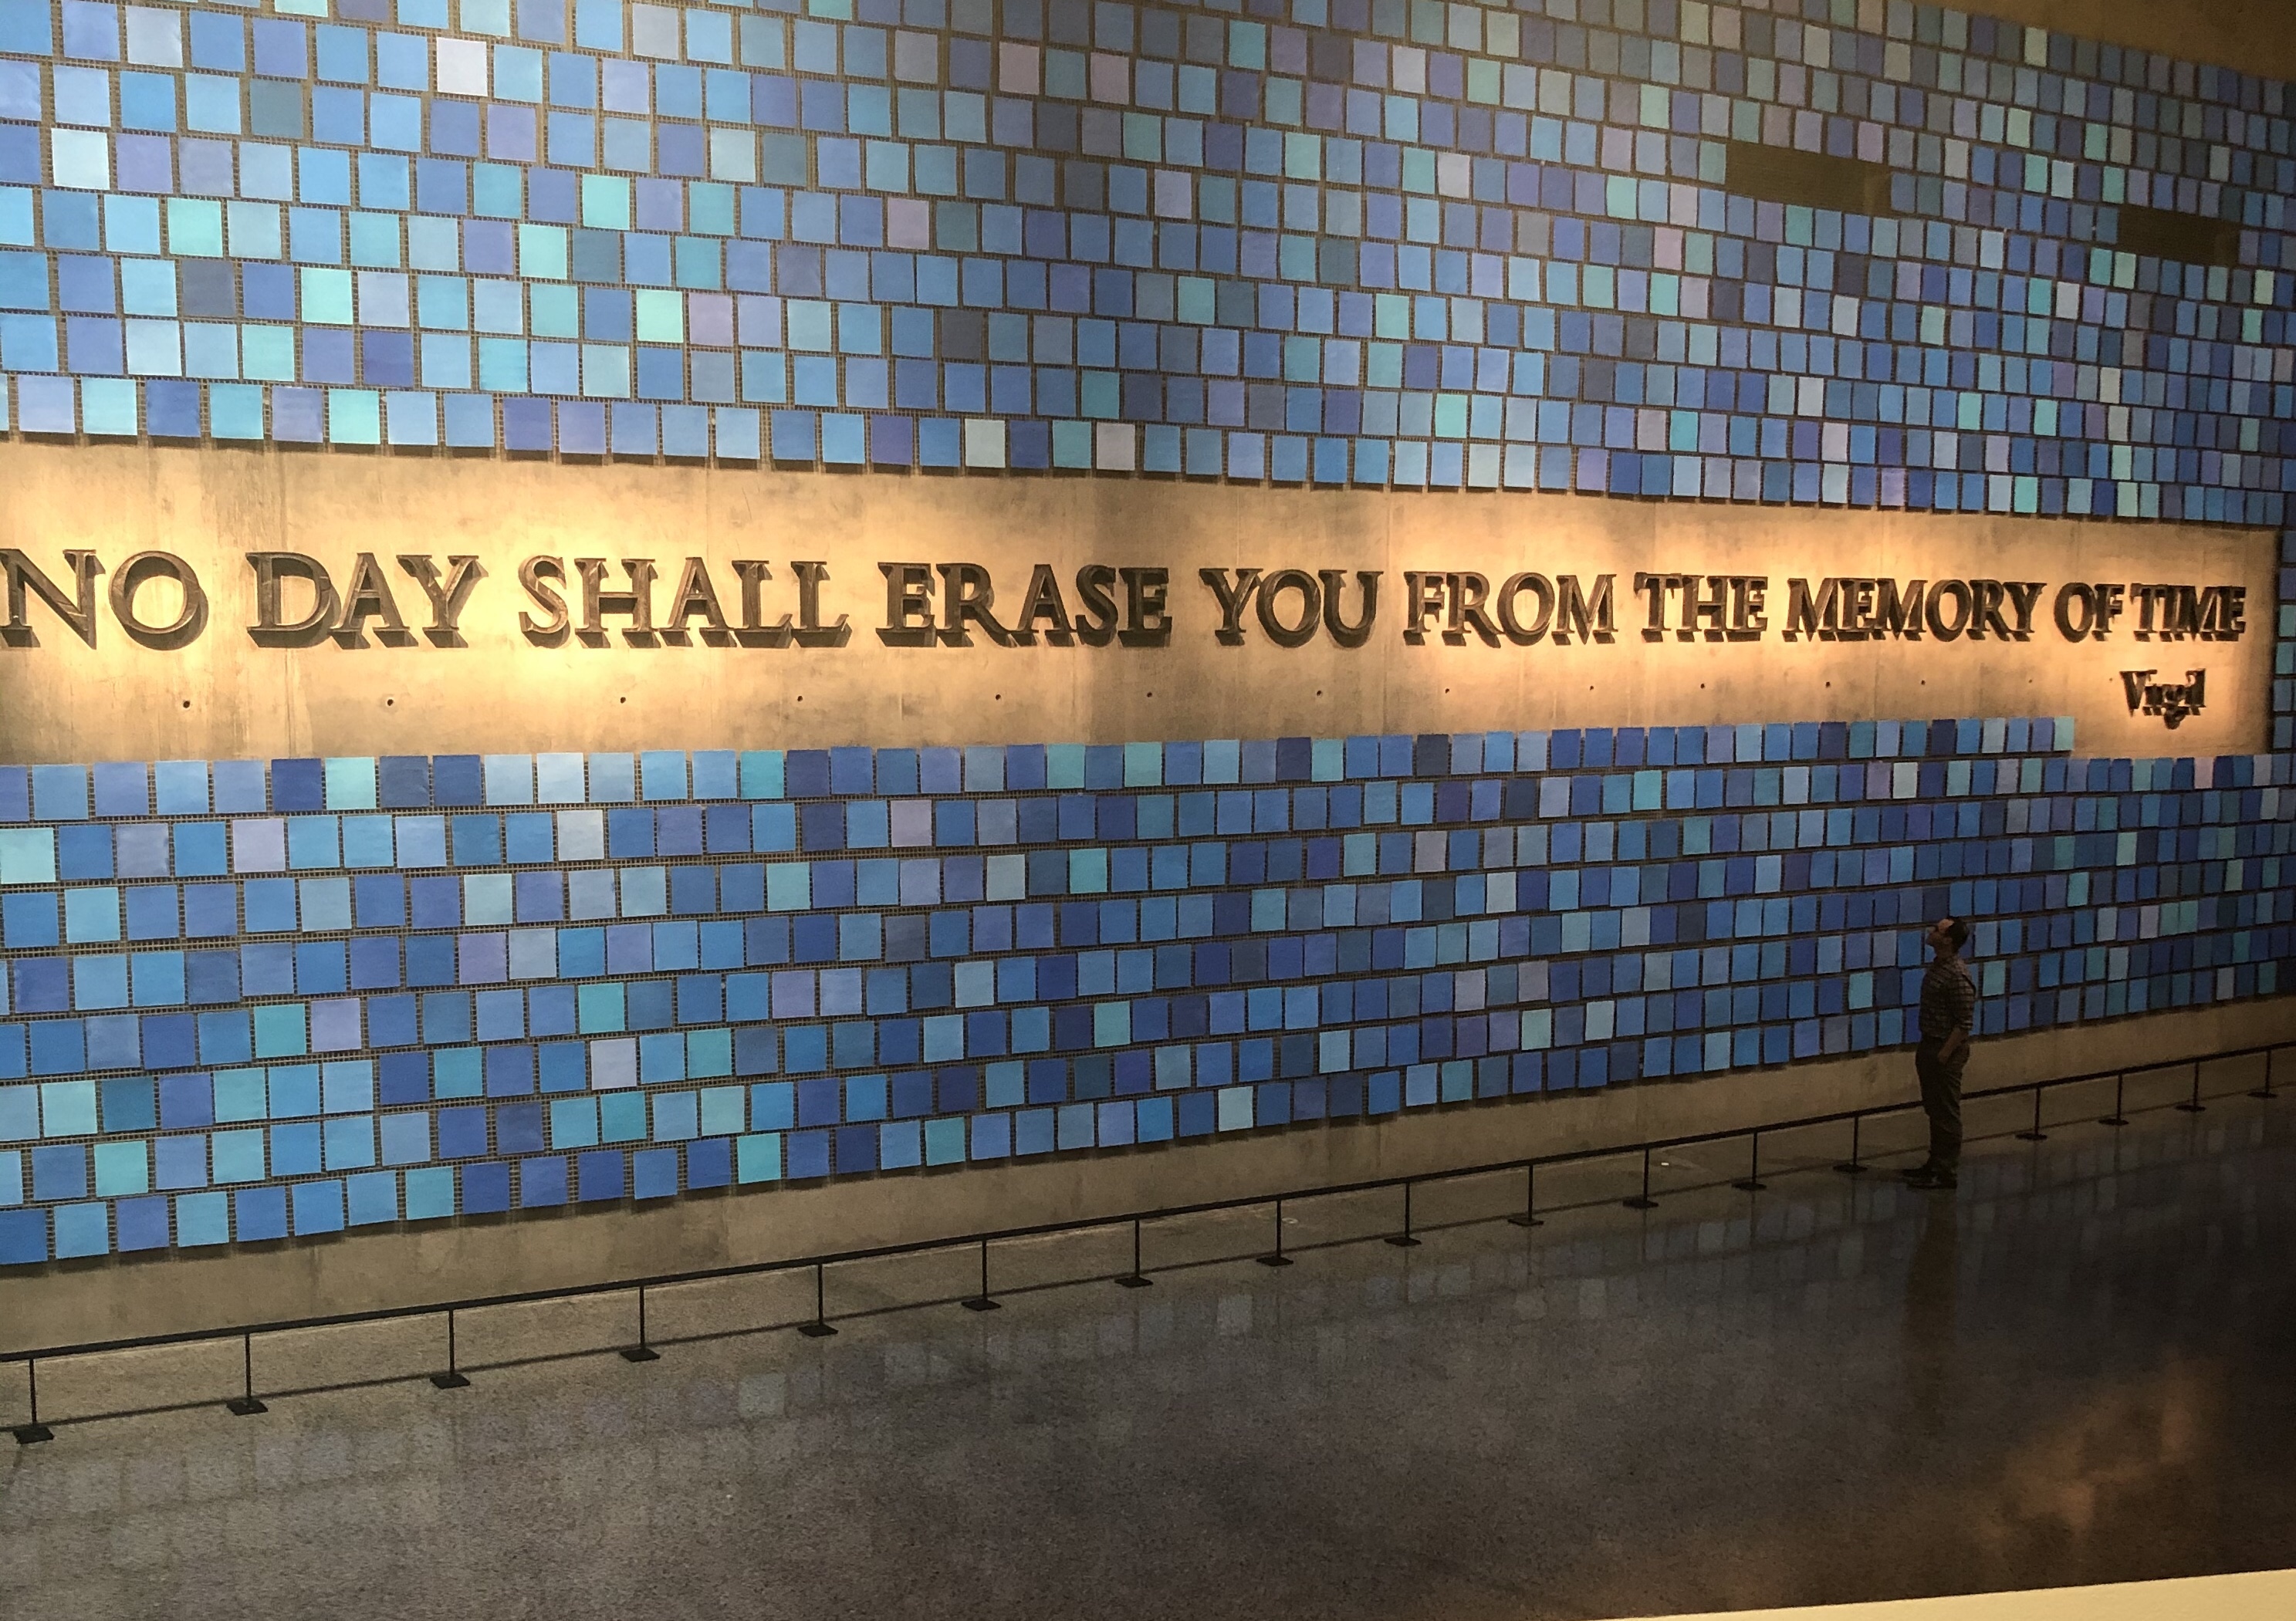 NO DAY SHALL ERASE YOU FROM THE MEMORY OF TIME
Virgil